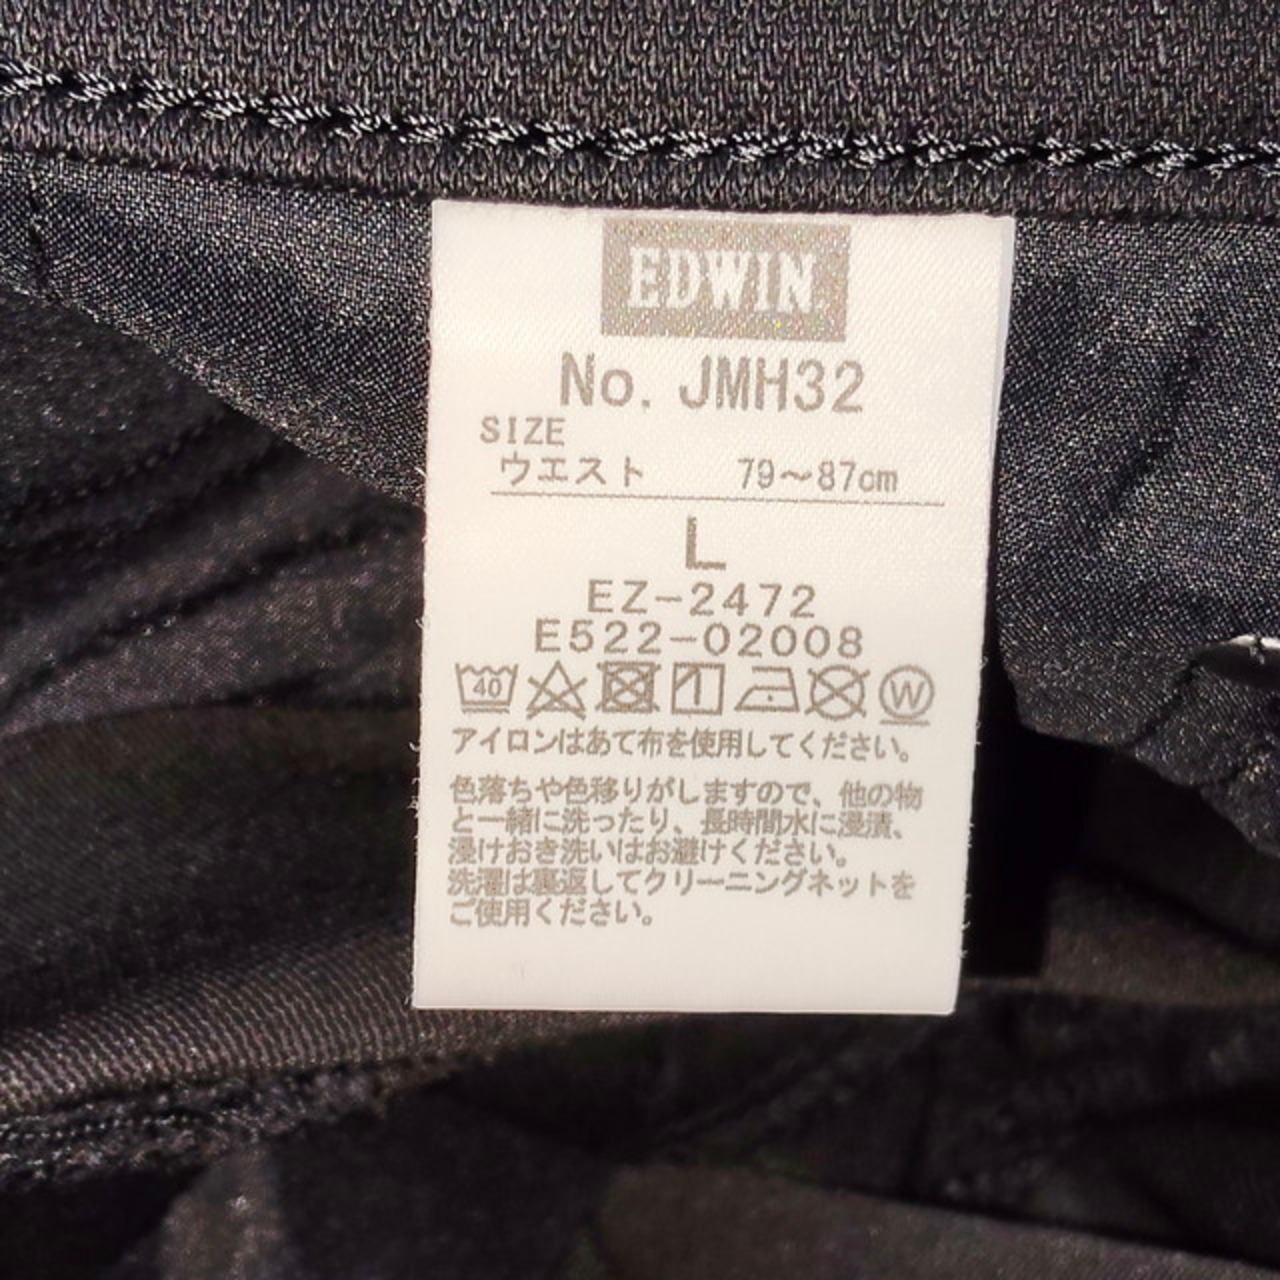 EDWIN
No. JMH32
SIZE
ウエスト 79〜87cm
L
EZ-2472
E522-02008
40 W
アイロンはあて布を使用してください。
色落ちや色移りがしますので、他の物
と一緒に洗ったり、長時間水に浸漬、
浸けおき洗いはお避けください。
洗濯は裏返してクリーニングネットを
ご使用ください。